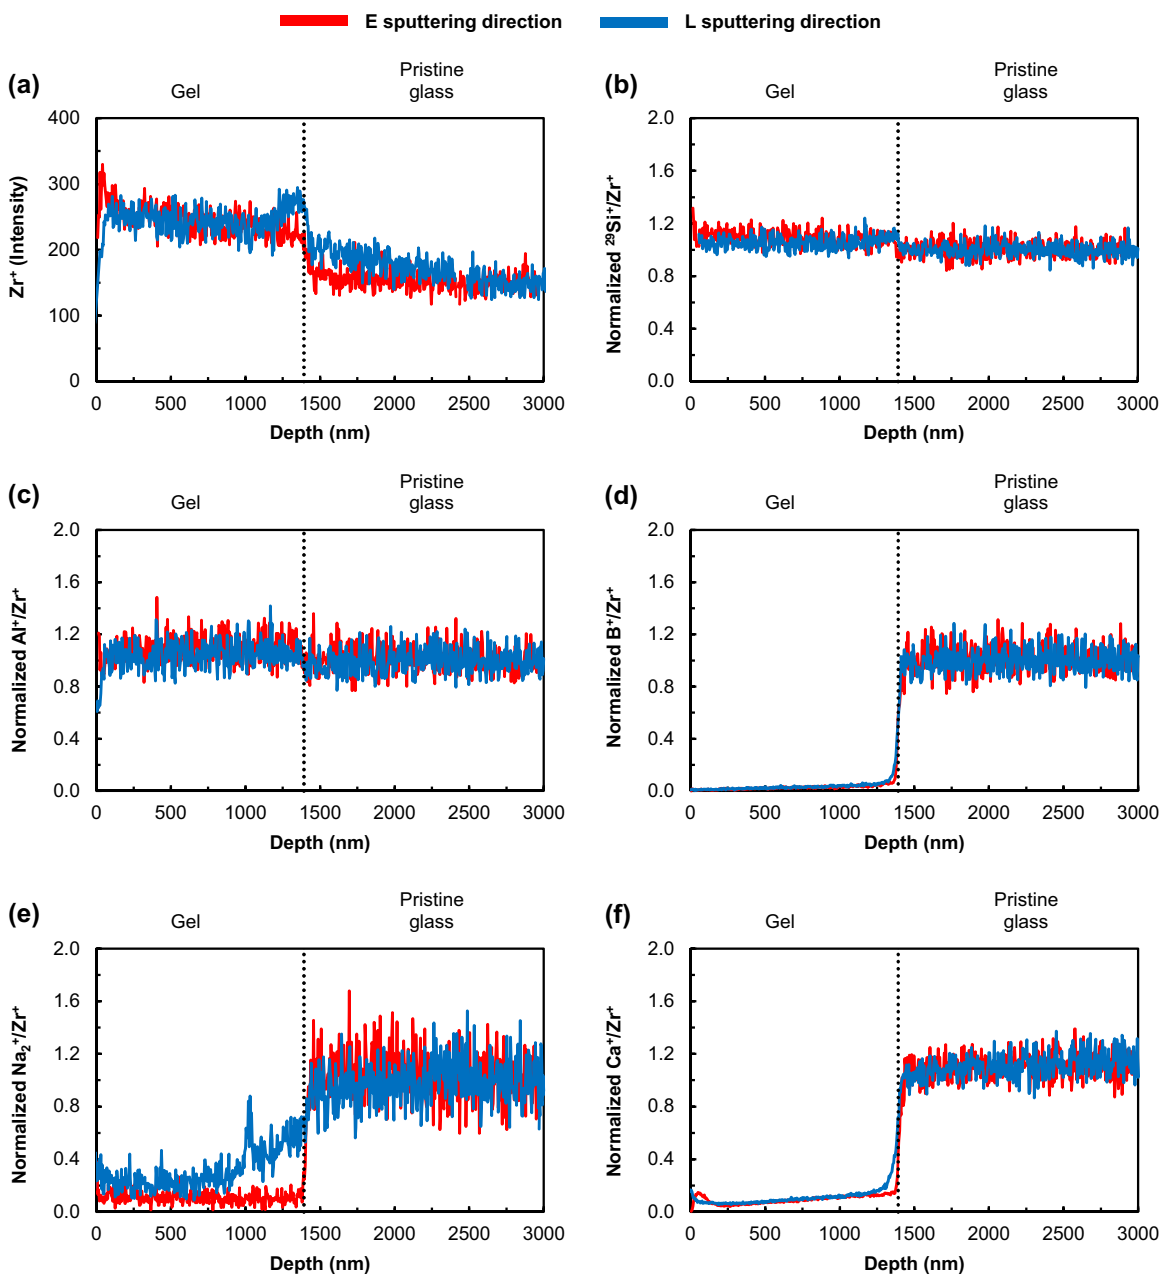 E sputtering direction
L sputtering direction
(a)
Gel
Pristine
glass
Zr⁺ (Intensity)
400
300
200
100
0
0 500 1000 1500 2000 2500 3000
Depth (nm)
(b)
Gel
Pristine
glass
Normalized ²⁹Si⁺/Zr⁺
2.0
1.6
1.2
0.8
0.4
0.0
0 500 1000 1500 2000 2500 3000
Depth (nm)
(c)
Gel
Pristine
glass
Normalized Al⁺/Zr⁺
2.0
1.6
1.2
0.8
0.4
0.0
0 500 1000 1500 2000 2500 3000
Depth (nm)
(d)
Gel
Pristine
glass
Normalized B⁺/Zr⁺
2.0
1.6
1.2
0.8
0.4
0.0
0 500 1000 1500 2000 2500 3000
Depth (nm)
(e)
Gel
Pristine
glass
Normalized Na₂⁺/Zr⁺
2.0
1.6
1.2
0.8
0.4
0.0
0 500 1000 1500 2000 2500 3000
Depth (nm)
(f)
Gel
Pristine
glass
Normalized Ca⁺/Zr⁺
2.0
1.6
1.2
0.8
0.4
0.0
0 500 1000 1500 2000 2500 3000
Depth (nm)